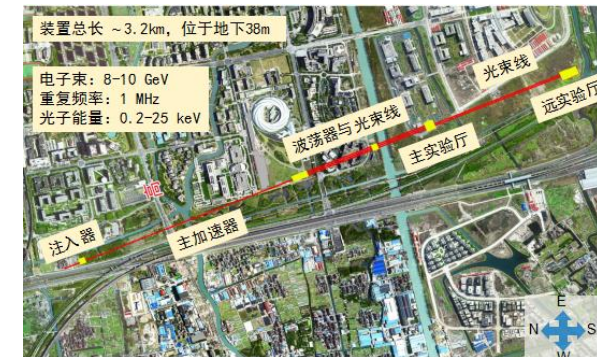 装置总长 ~3.2km，位于地下38m
电子束：8-10 GeV
重复频率：1 MHz
光子能量：0.2-25 keV
光束线
远实验厅
波荡器与光束线
主实验厅
主加速器
注入器
E
N
S
W